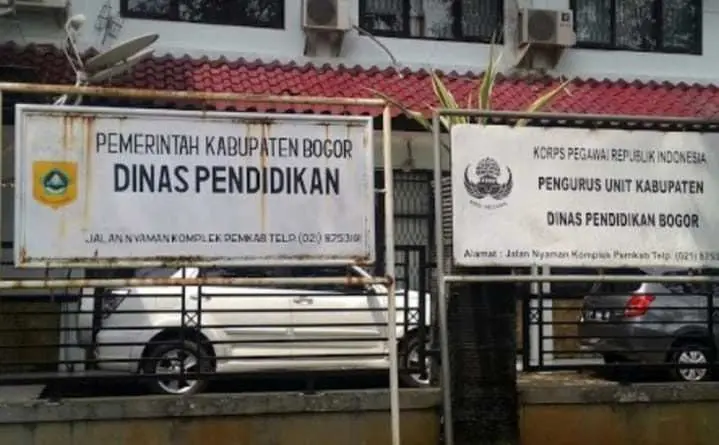 PEMERINTAH KABUPATEN BOGOR
DINAS PENDIDIKAN
JALAN NYAMAN KOMPLEK PEMKAB TELP. (021) 8753191
KORPS PEGAWAI REPUBLIK INDONESIA
PENGURUS UNIT KABUPATEN
DINAS PENDIDIKAN BOGOR
Alamat : Jalan Nyaman Komplek Pemkab Telp. (021)